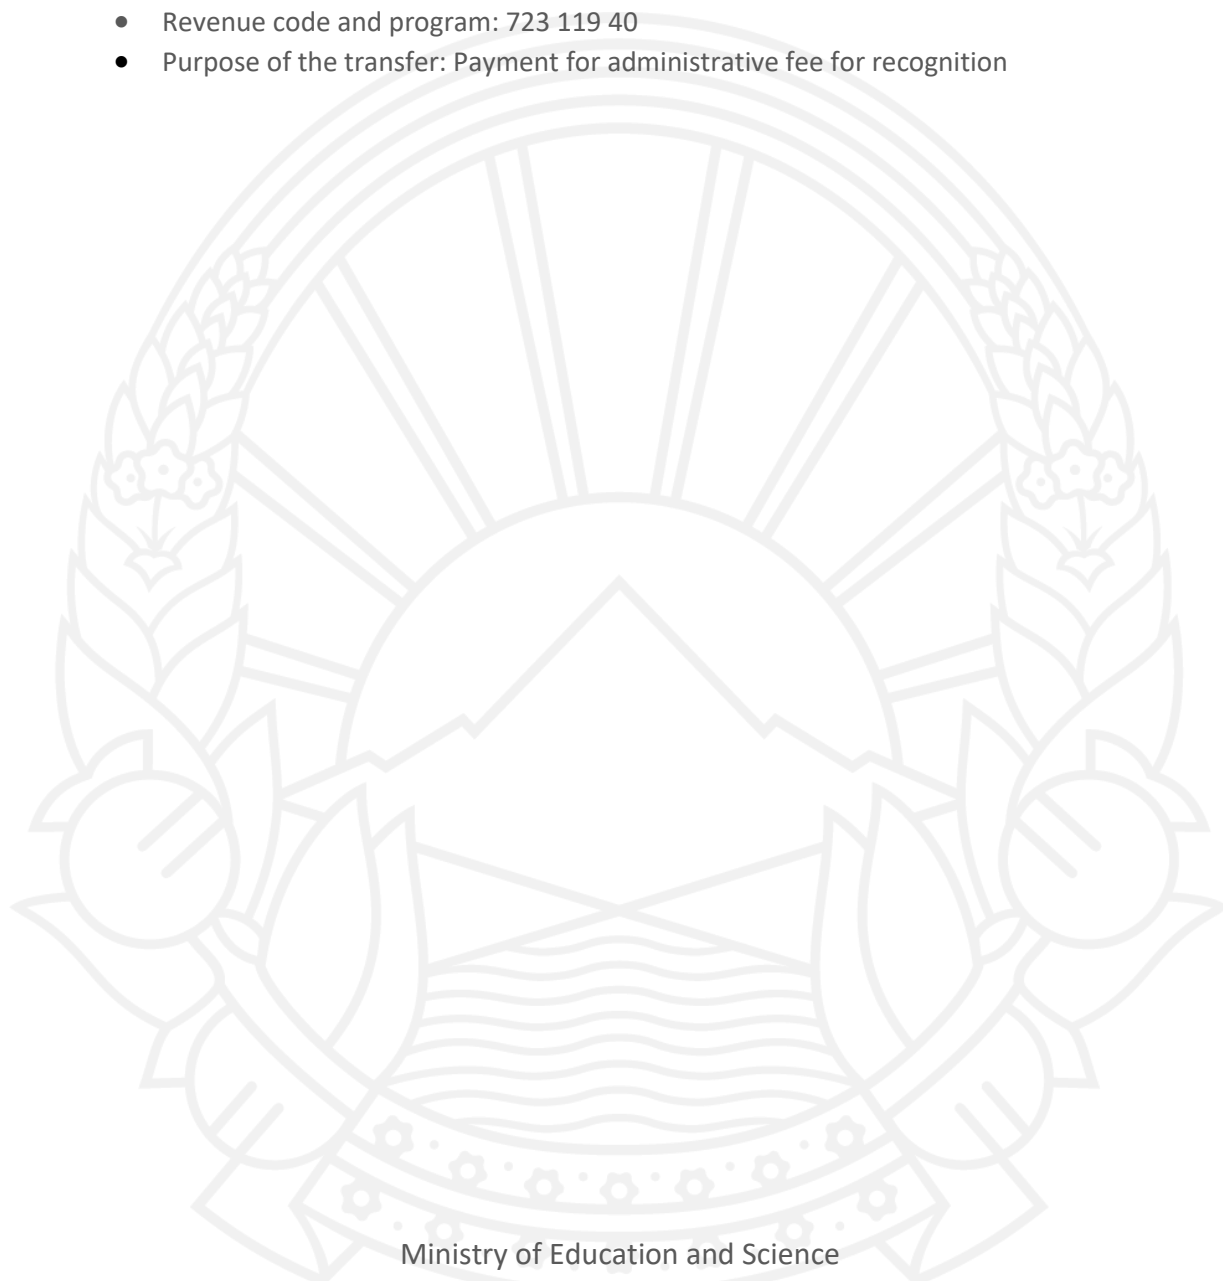 • Revenue code and program: 723 119 40
• Purpose of the transfer: Payment for administrative fee for recognition
Ministry of Education and Science